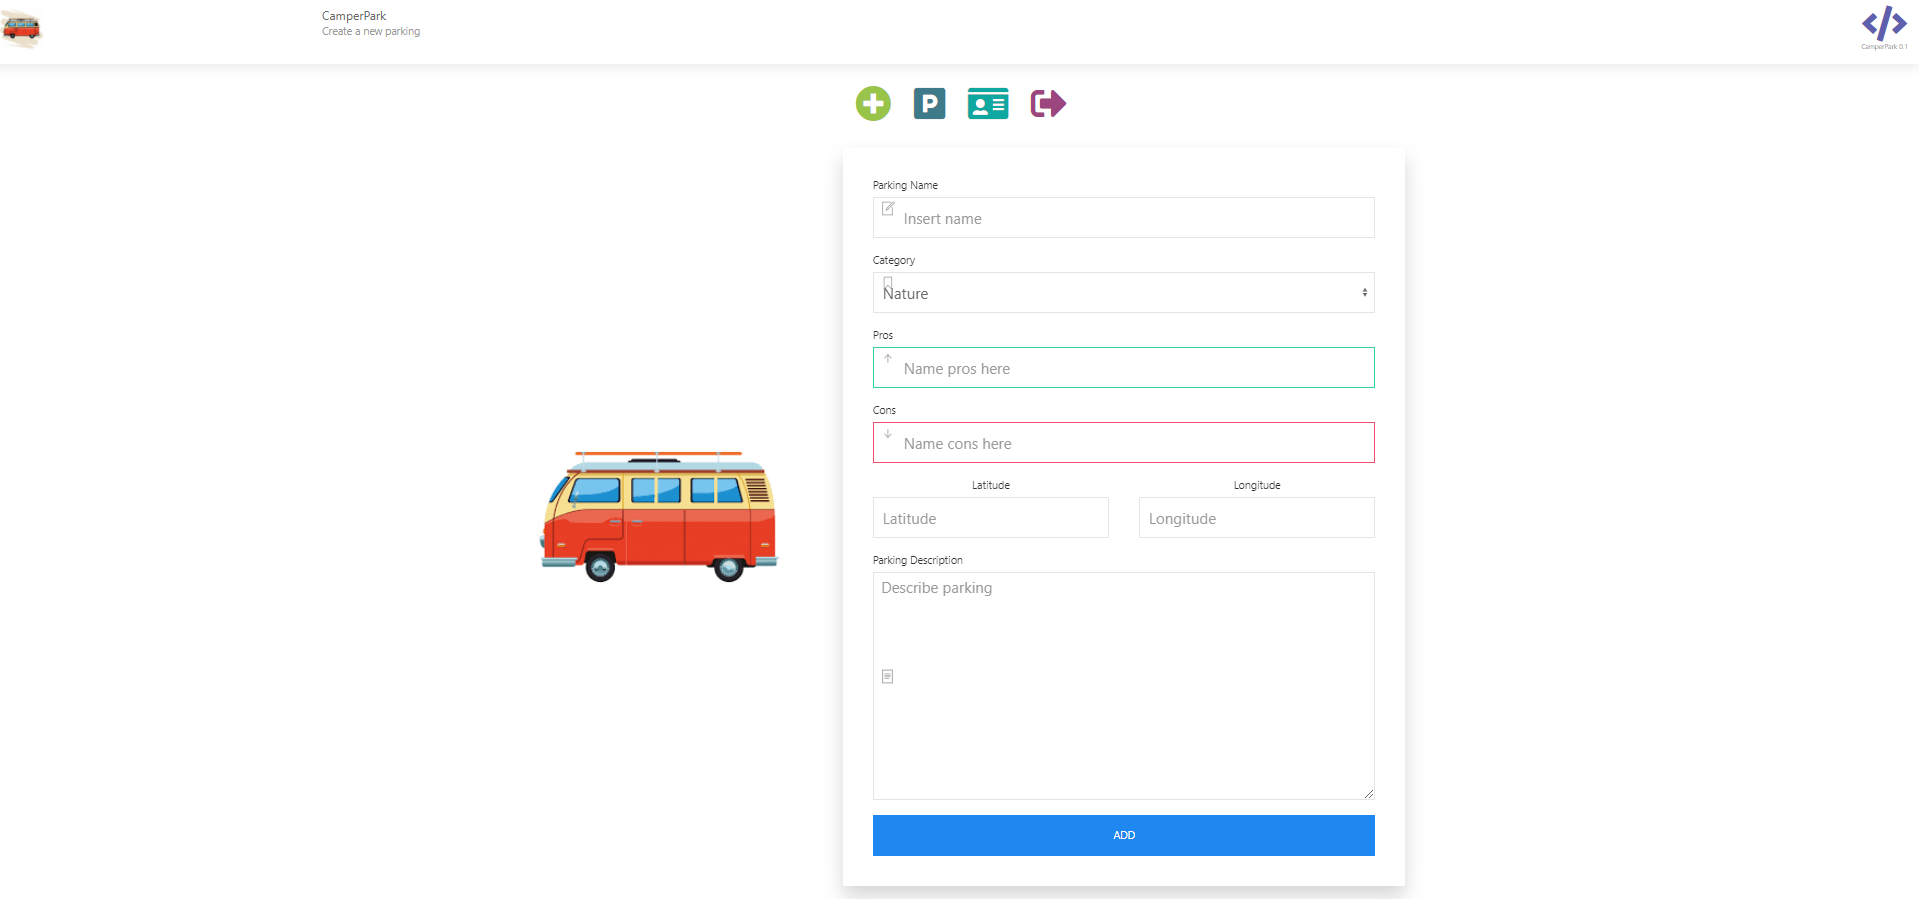 CamperPark
Create a new parking
CamperPark 0.1
P
Parking Name
Insert name
Category
Nature
Pros
Name pros here
Cons
Name cons here
Latitude
Longitude
Latitude
Longitude
Parking Description
Describe parking
ADD